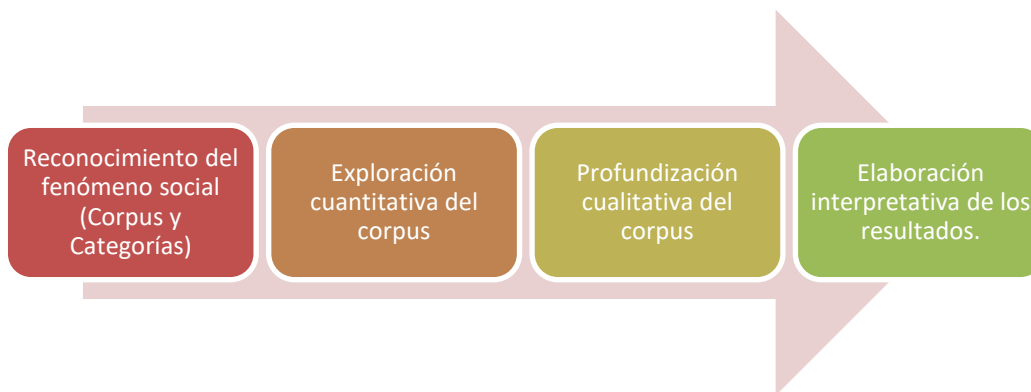 Reconocimiento del
fenómeno social
(Corpus y
Categorías)
Exploración
cuantitativa del
corpus
Profundización
cualitativa del
corpus
Elaboración
interpretativa de los
resultados.